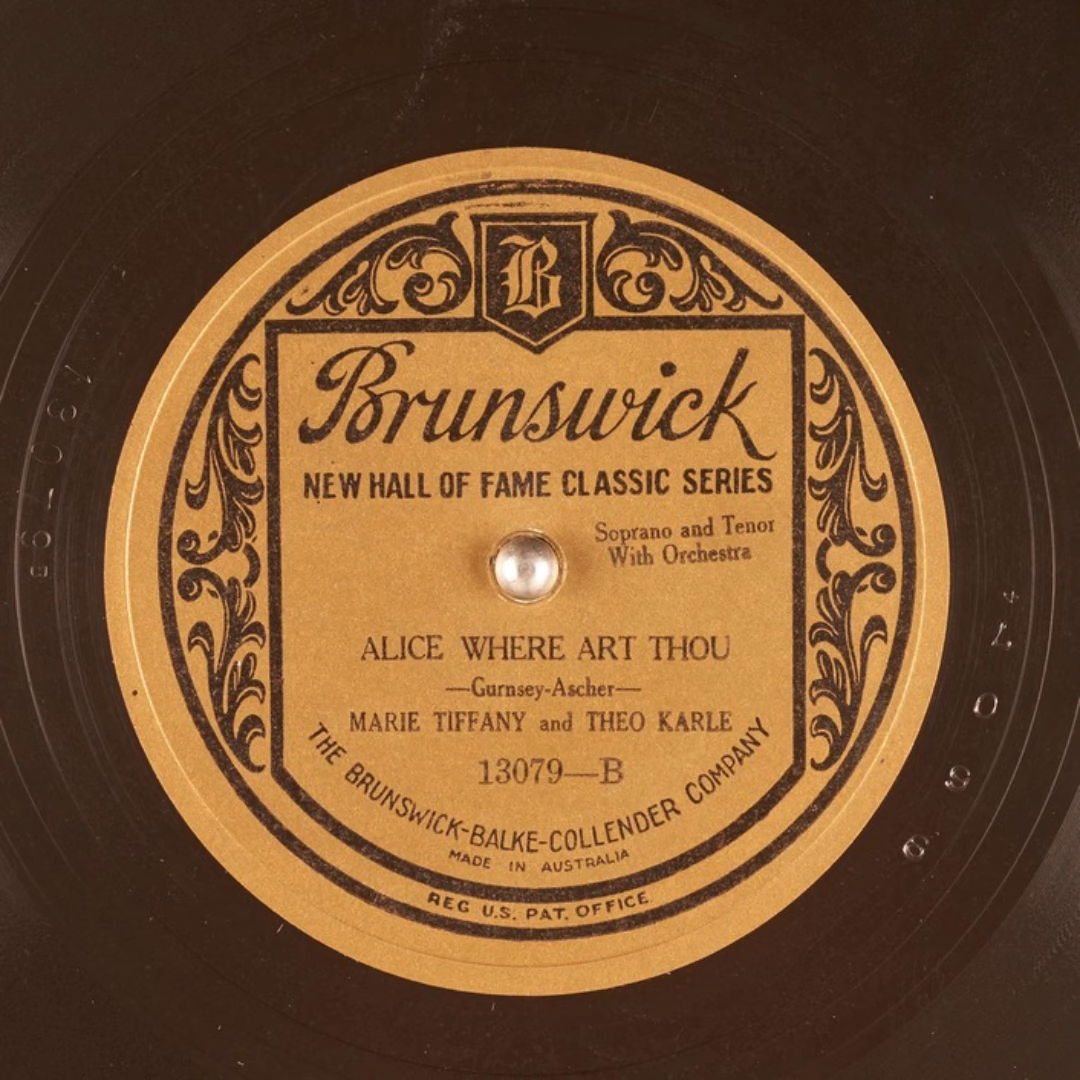 B
Brunswick
NEW HALL OF FAME CLASSIC SERIES
Soprano and Tenor
With Orchestra
ALICE WHERE ART THOU
—Gurnsey-Ascher—
MARIE TIFFANY and THEO KARLE
13079—B
THE BRUNSWICK-BALKE-COLLENDER COMPANY
MADE IN AUSTRALIA
REG U.S. PAT. OFFICE